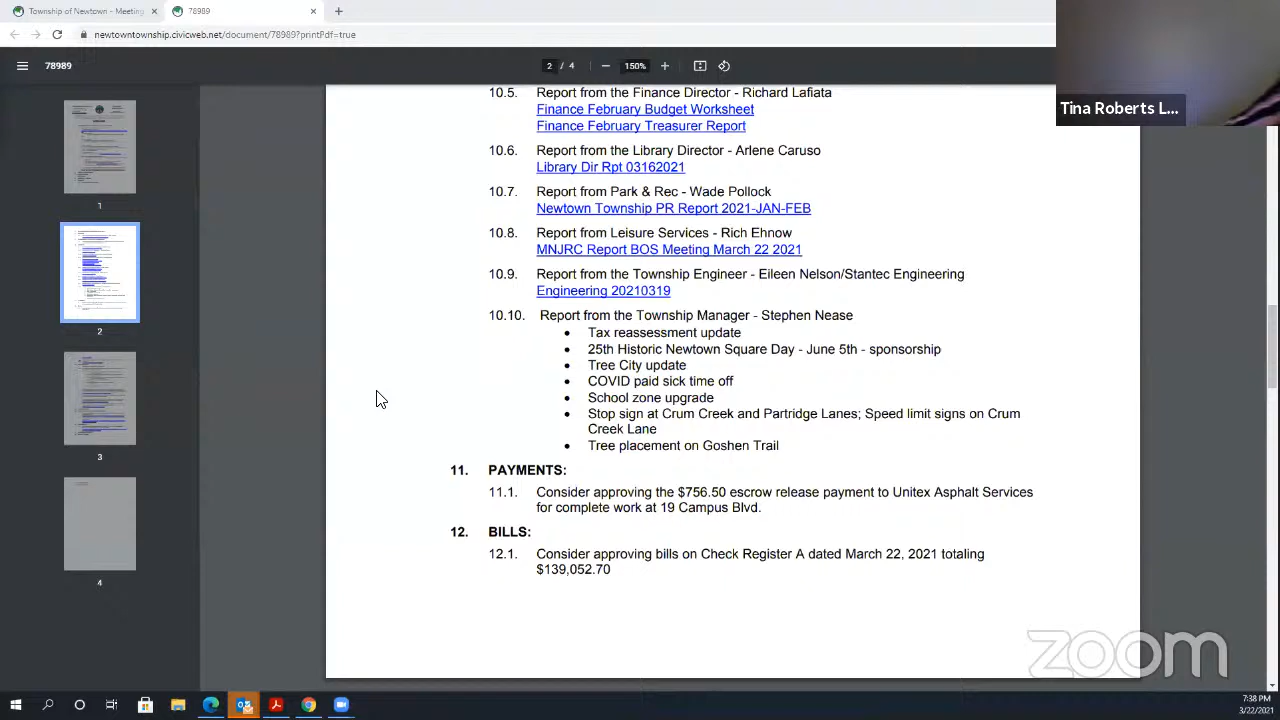 Township of Newtown - Meeting
78989
newtowntownship.civicweb.net/document/78989?printPdf=true
78989
2 / 4
150%
Tina Roberts L...
10.5. Report from the Finance Director - Richard Lafiata
Finance February Budget Worksheet
Finance February Treasurer Report
10.6. Report from the Library Director - Arlene Caruso
Library Dir Rpt 03162021
10.7. Report from Park & Rec - Wade Pollock
Newtown Township PR Report 2021-JAN-FEB
10.8. Report from Leisure Services - Rich Ehnow
MNJRC Report BOS Meeting March 22 2021
10.9. Report from the Township Engineer - Eileen Nelson/Stantec Engineering
Engineering 20210319
10.10. Report from the Township Manager - Stephen Nease
• Tax reassessment update
• 25th Historic Newtown Square Day - June 5th - sponsorship
• Tree City update
• COVID paid sick time off
• School zone upgrade
• Stop sign at Crum Creek and Partridge Lanes; Speed limit signs on Crum
Creek Lane
• Tree placement on Goshen Trail
11. PAYMENTS:
11.1. Consider approving the $756.50 escrow release payment to Unitex Asphalt Services
for complete work at 19 Campus Blvd.
12. BILLS:
12.1. Consider approving bills on Check Register A dated March 22, 2021 totaling
$139,052.70
1
2
3
4
zoom
7:38 PM
3/22/2021